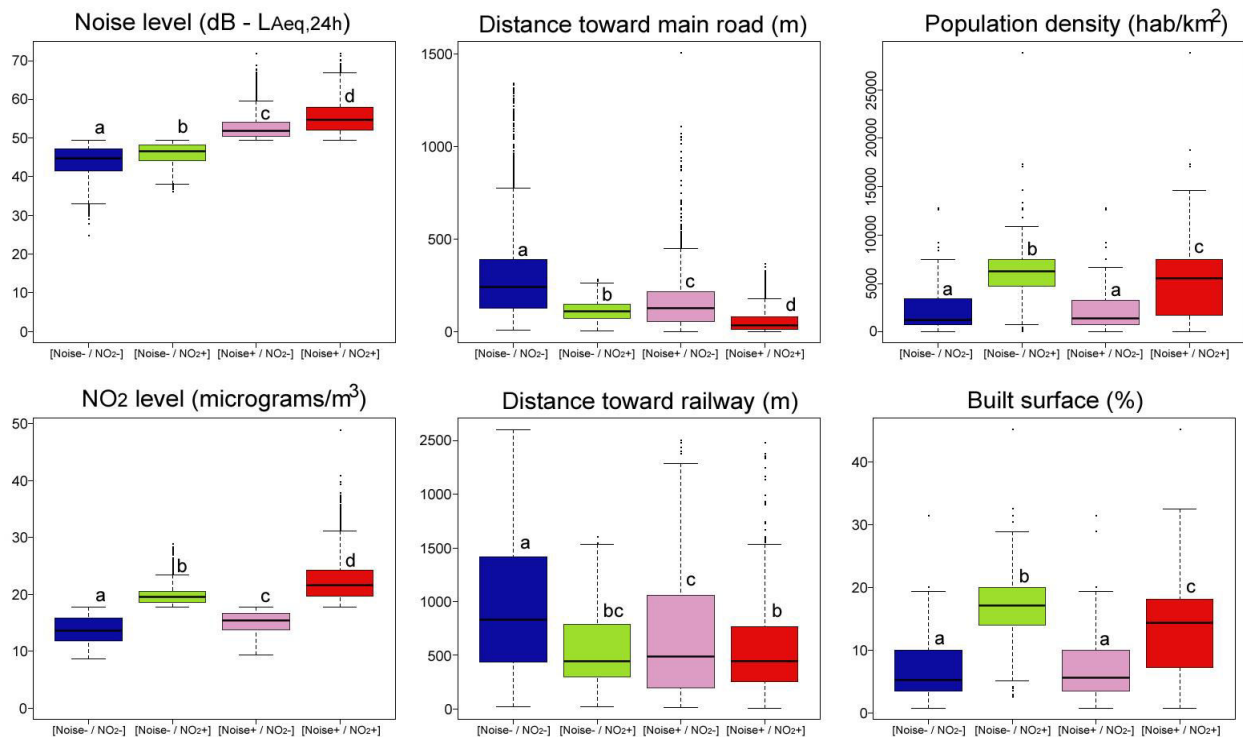 Noise level (dB - LAeq,24h)
70
60
50
40
30
20
10
0
a
b
c
d
[Noise- / NO2-]
[Noise- / NO2+]
[Noise+ / NO2-]
[Noise+ / NO2+]
Distance toward main road (m)
1500
1000
500
0
a
b
c
d
[Noise- / NO2-]
[Noise- / NO2+]
[Noise+ / NO2-]
[Noise+ / NO2+]
Population density (hab/km²)
25000
20000
15000
10000
5000
0
a
b
a
c
[Noise- / NO2-]
[Noise- / NO2+]
[Noise+ / NO2-]
[Noise+ / NO2+]
NO2 level (micrograms/m³)
50
40
30
20
10
0
a
b
c
d
[Noise- / NO2-]
[Noise- / NO2+]
[Noise+ / NO2-]
[Noise+ / NO2+]
Distance toward railway (m)
2500
1000
1500
1000
500
0
a
bc
c
b
[Noise- / NO2-]
[Noise- / NO2+]
[Noise+ / NO2-]
[Noise+ / NO2+]
Built surface (%)
40
30
20
10
0
a
b
a
c
[Noise- / NO2-]
[Noise- / NO2+]
[Noise+ / NO2-]
[Noise+ / NO2+]